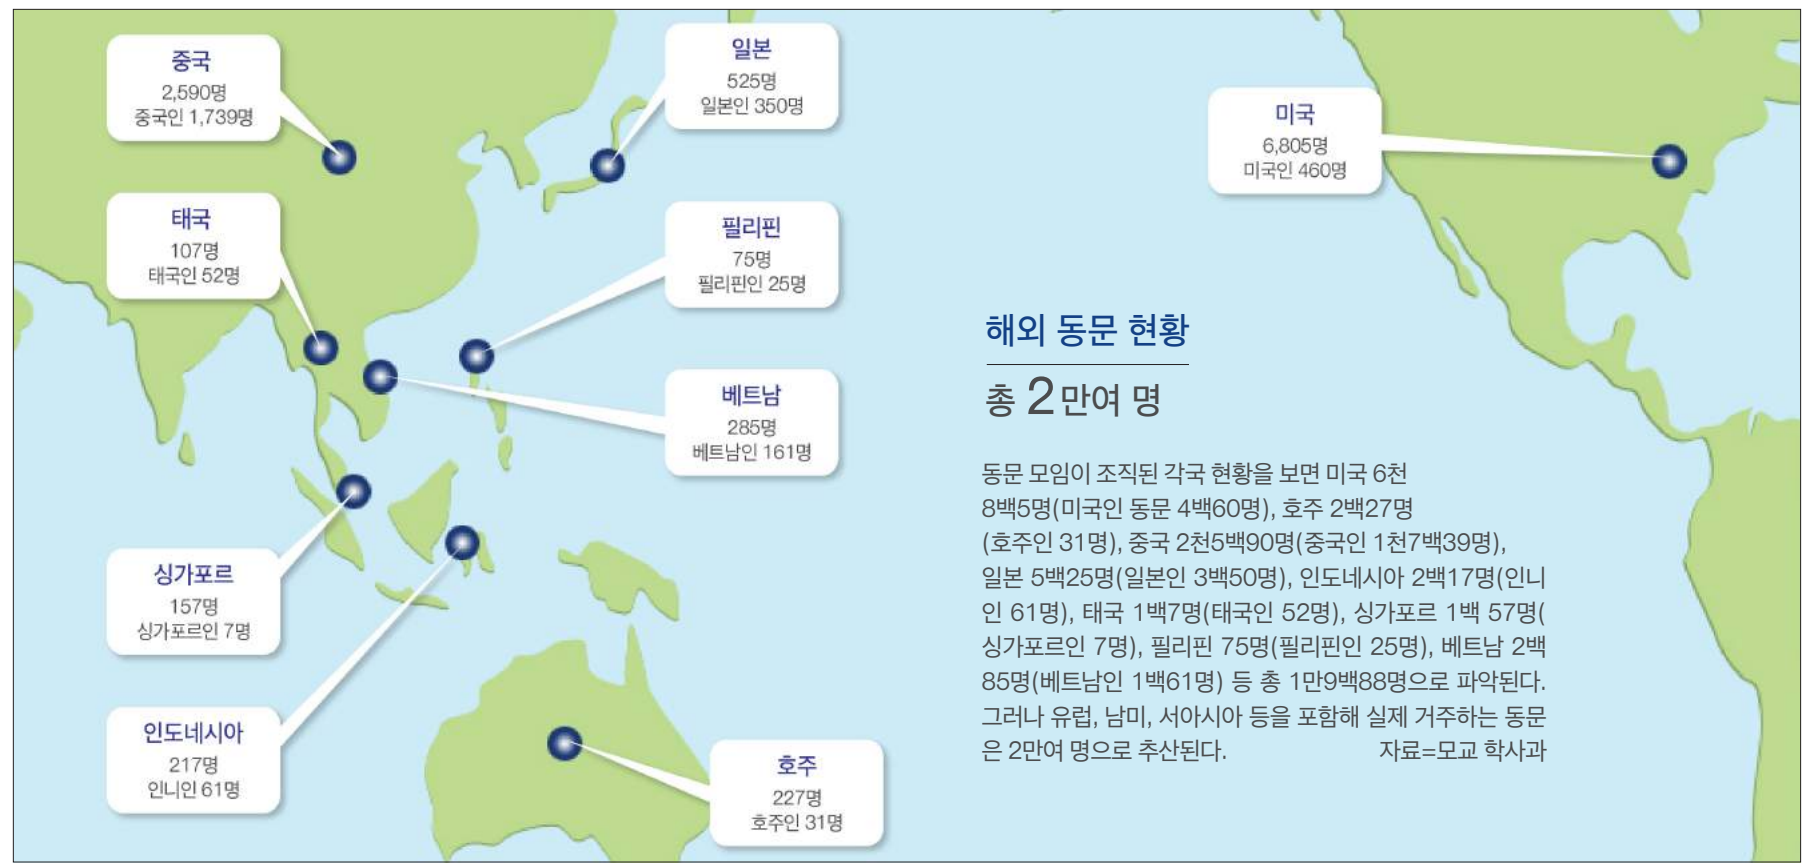 중국
2,590명
중국인 1,739명
일본
525명
일본인 350명
미국
6,805명
미국인 460명
태국
107명
태국인 52명
필리핀
75명
필리핀인 25명
베트남
285명
베트남인 161명
싱가포르
157명
싱가포르인 7명
인도네시아
217명
인니인 61명
호주
227명
호주인 31명
해외 동문 현황
총 2만여 명
동문 모임이 조직된 각국 현황을 보면 미국 6천
8백5명(미국인 동문 4백60명), 호주 2백27명
(호주인 31명), 중국 2천5백90명(중국인 1천7백39명),
일본 5백25명(일본인 3백50명), 인도네시아 2백17명(인니
인 61명), 태국 1백7명(태국인 52명), 싱가포르 1백 57명(
싱가포르인 7명), 필리핀 75명(필리핀인 25명), 베트남 2백
85명(베트남인 1백61명) 등 총 1만9백88명으로 파악된다.
그러나 유럽, 남미, 서아시아 등을 포함해 실제 거주하는 동문
은 2만여 명으로 추산된다. 자료=모교 학사과